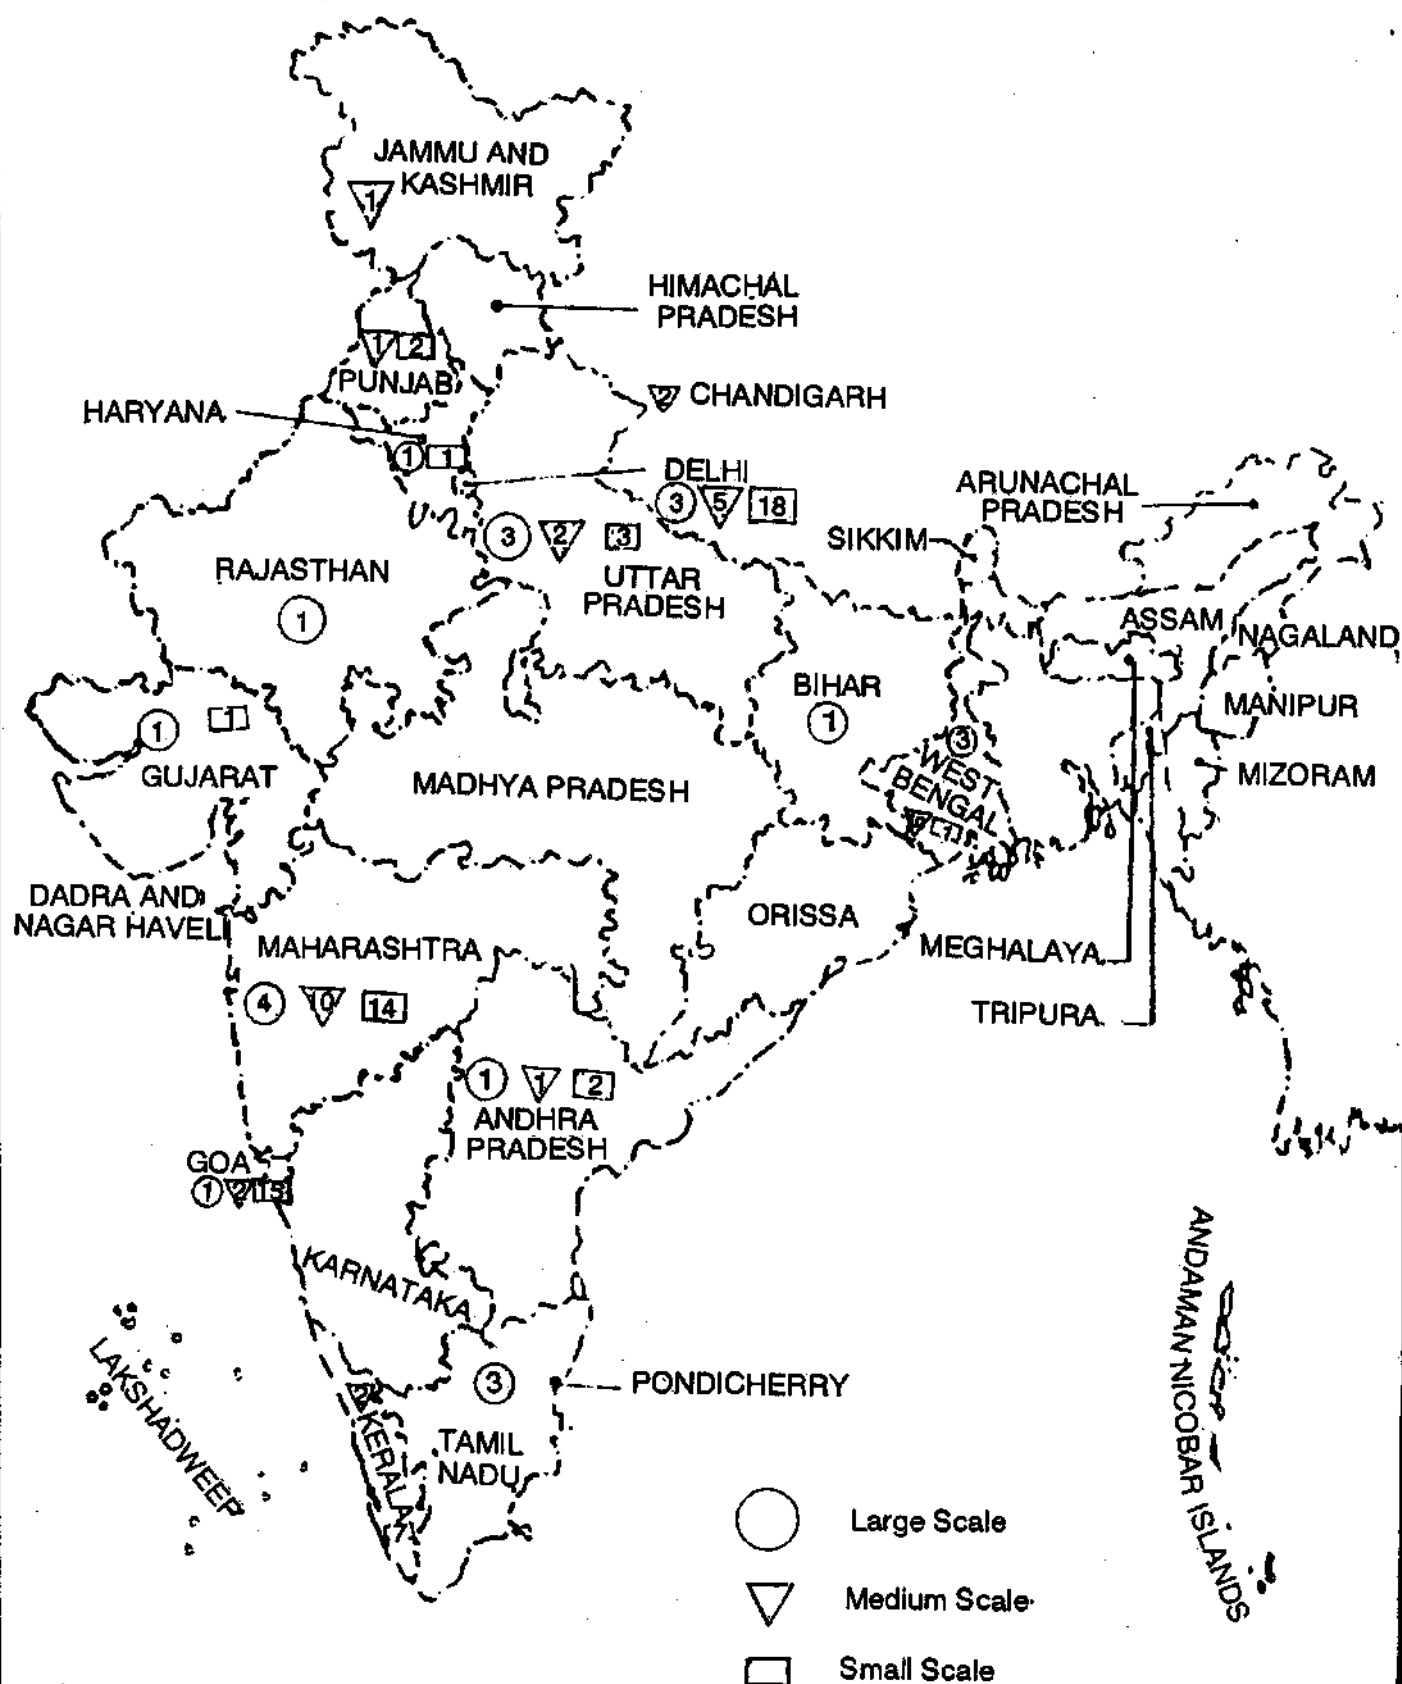 JAMMU AND
KASHMIR
1
HIMACHAL
PRADESH
1 2
PUNJAB
2 CHANDIGARH
HARYANA
1 1
DELHI
3 5 18
ARUNACHAL
PRADESH
SIKKIM
3 2 3
UTTAR
PRADESH
RAJASTHAN
1
ASSAM
NAGALAND
BIHAR
1
MANIPUR
1 1
GUJARAT
3
WEST
BENGAL
1
MIZORAM
MADHYA PRADESH
DADRA AND
NAGAR HAVELI
ORISSA
MAHARASHTRA
MEGHALAYA
4 10 14
TRIPURA
1 1 2
ANDHRA
PRADESH
GOA
1 2 15
KARNATAKA
ANDAMAN-NICOBAR ISLANDS
LAKSHADWEEP
3
PONDICHERRY
KERALA
TAMIL
NADU
Large Scale
Medium Scale
Small Scale